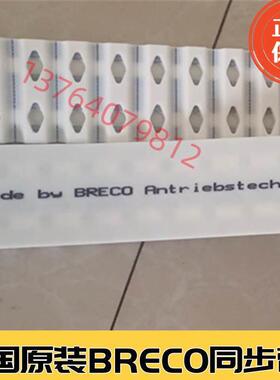 正
13764079812
de by BRECO Antriebstech
国原装BRECO同步